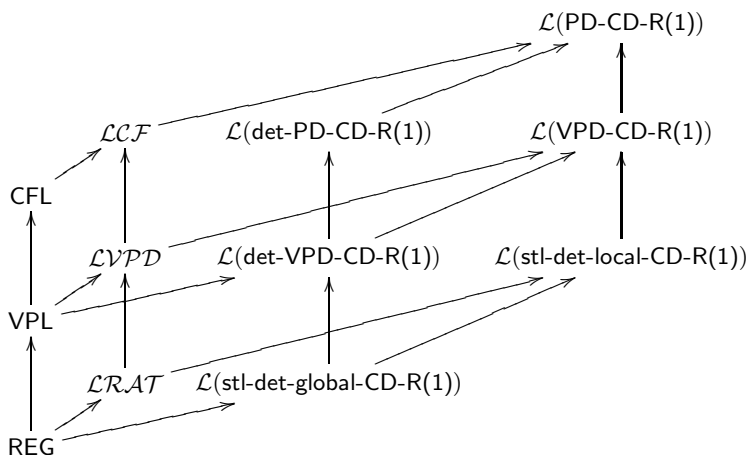 ℒ(PD-CD-R(1))
ℒ𝒞ℱ ℒ(det-PD-CD-R(1)) ℒ(VPD-CD-R(1))
CFL
ℒ𝒱𝒫𝒟 ℒ(det-VPD-CD-R(1)) ℒ(stl-det-local-CD-R(1))
VPL
ℒℛ𝒜𝒯 ℒ(stl-det-global-CD-R(1))
REG